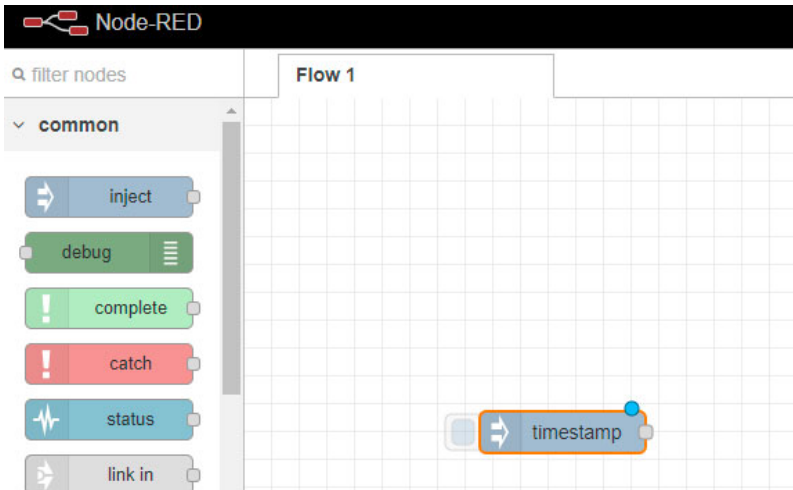 Node-RED
filter nodes
Flow 1
common
inject
debug
complete
catch
status
timestamp
link in